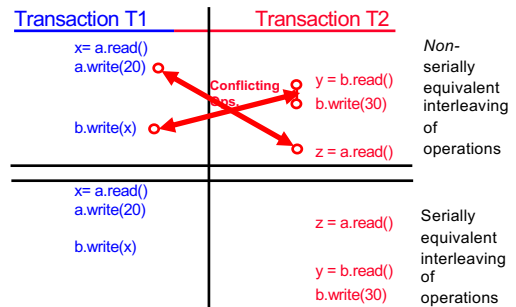 Transaction T1 Transaction T2
x= a.read()
a.write(20)
Conflicting
Ops.
y = b.read()
b.write(30)
b.write(x)
z = a.read()
Non-
serially
equivalent
interleaving
of
operations
x= a.read()
a.write(20)
z = a.read()
b.write(x)
y = b.read()
b.write(30)
Serially
equivalent
interleaving
of
operations